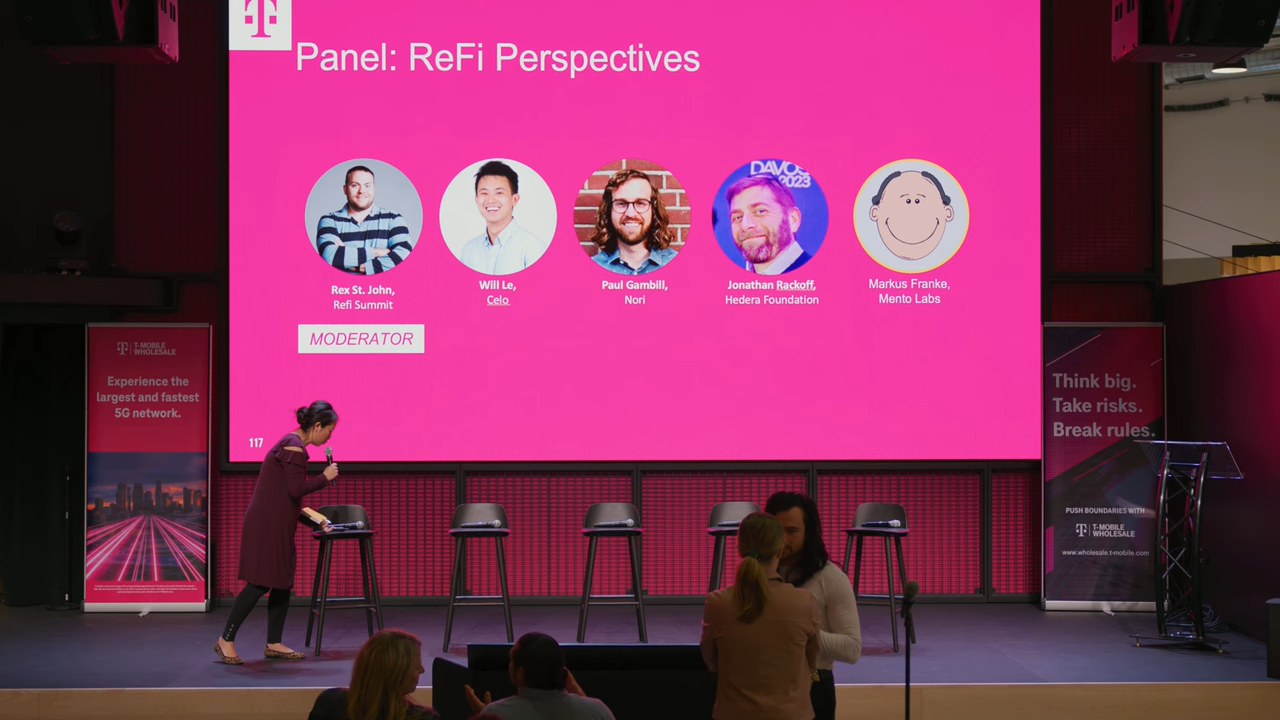 T
Panel: ReFi Perspectives
DAVOS
2023
Rex St. John,
Refi Summit
Will Le,
Celo
Paul Gambill,
Nori
Jonathan Rackoff,
Hedera Foundation
Markus Franke,
Mento Labs
MODERATOR
117
T T-MOBILE
WHOLESALE
Experience the
largest and fastest
5G network.
Think big.
Take risks.
Break rules.
PUSH BOUNDARIES WITH
T T-MOBILE
WHOLESALE
www.wholesale.t-mobile.com